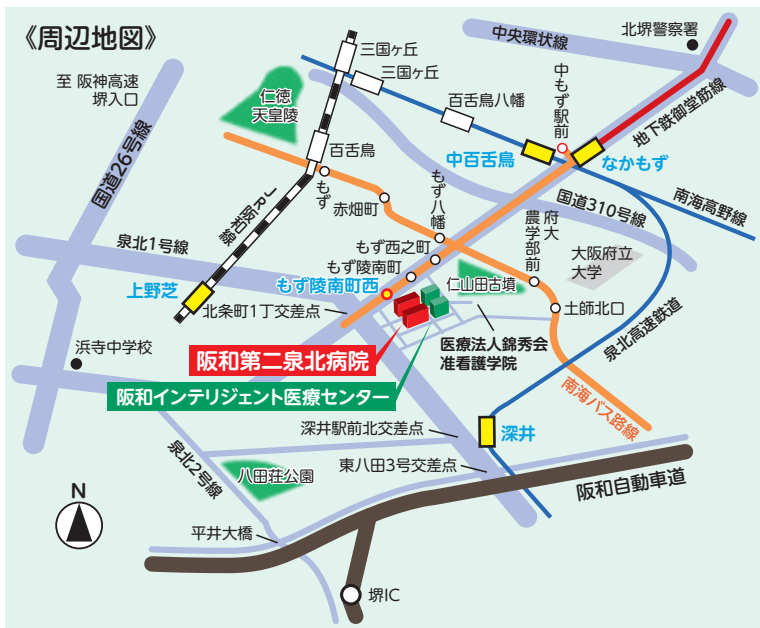 《周辺地図》
中央環状線
北堺警察署
三国ヶ丘
三国ヶ丘
至 阪神高速
堺入口
仁徳
天皇陵
百舌鳥八幡
中もず駅前
地下鉄御堂筋線
百舌鳥
中百舌鳥
なかもず
国道26号線
もず
赤畑町
もず八幡
国道310号線
南海高野線
JR阪和線
府大
農学部前
泉北1号線
もず西之町
大阪府立
大学
もず陵南町
上野芝
もず陵南町西
仁山田古墳
北条町1丁交差点
土師北口
泉北高速鉄道
浜寺中学校
医療法人錦秀会
准看護学院
阪和第二泉北病院
阪和インテリジェント医療センター
南海バス路線
深井駅前北交差点
深井
泉北2号線
東八田3号交差点
八田荘公園
阪和自動車道
N
平井大橋
堺IC